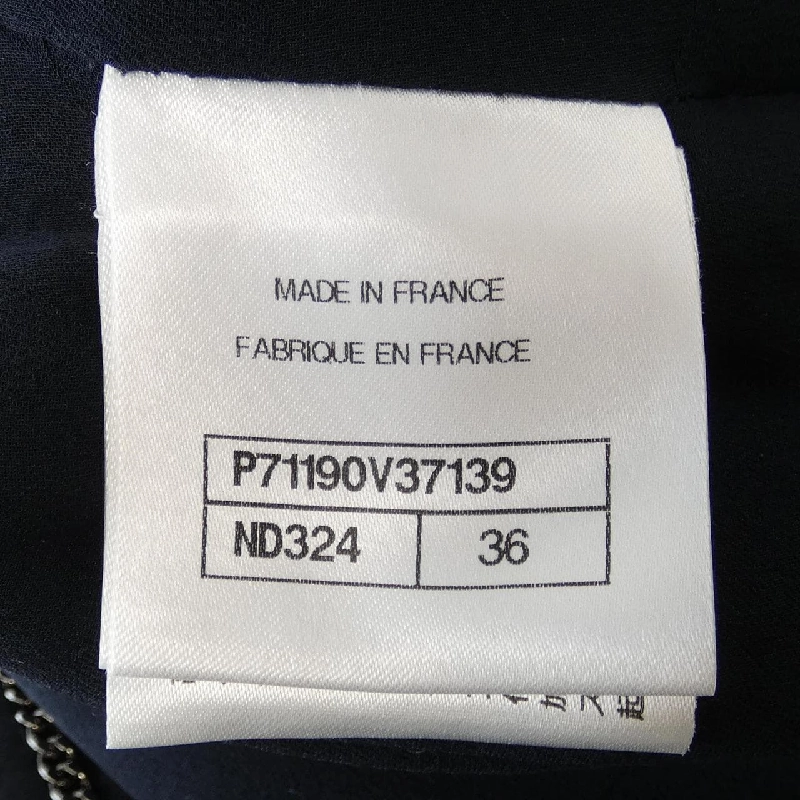 MADE IN FRANCE
FABRIQUE EN FRANCE
P71190V37139
ND324 36